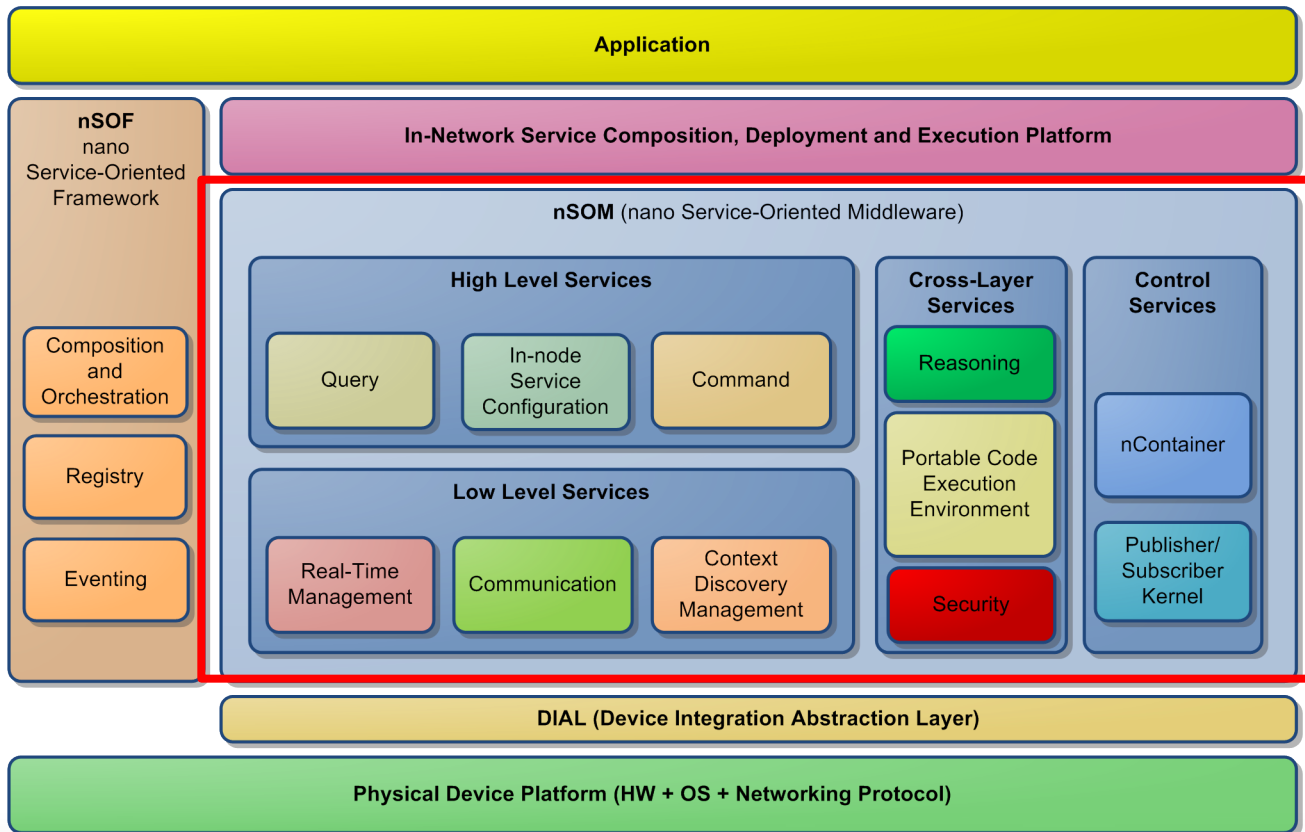 Application
nSOF
nano
Service-Oriented
Framework
Composition
and
Orchestration
Registry
Eventing
In-Network Service Composition, Deployment and Execution Platform
nSOM (nano Service-Oriented Middleware)
High Level Services
Query
In-node
Service
Configuration
Command
Low Level Services
Real-Time
Management
Communication
Context
Discovery
Management
Cross-Layer
Services
Reasoning
Portable Code
Execution
Environment
Security
Control
Services
nContainer
Publisher/
Subscriber
Kernel
DIAL (Device Integration Abstraction Layer)
Physical Device Platform (HW + OS + Networking Protocol)